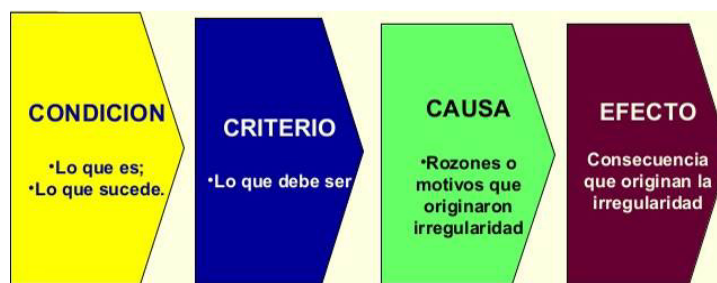 CONDICION
•Lo que es;
•Lo que sucede.
CRITERIO
•Lo que debe ser
CAUSA
•Rozones o
motivos que
originaron
irregularidad
EFECTO
Consecuencia
que originan la
irregularidad